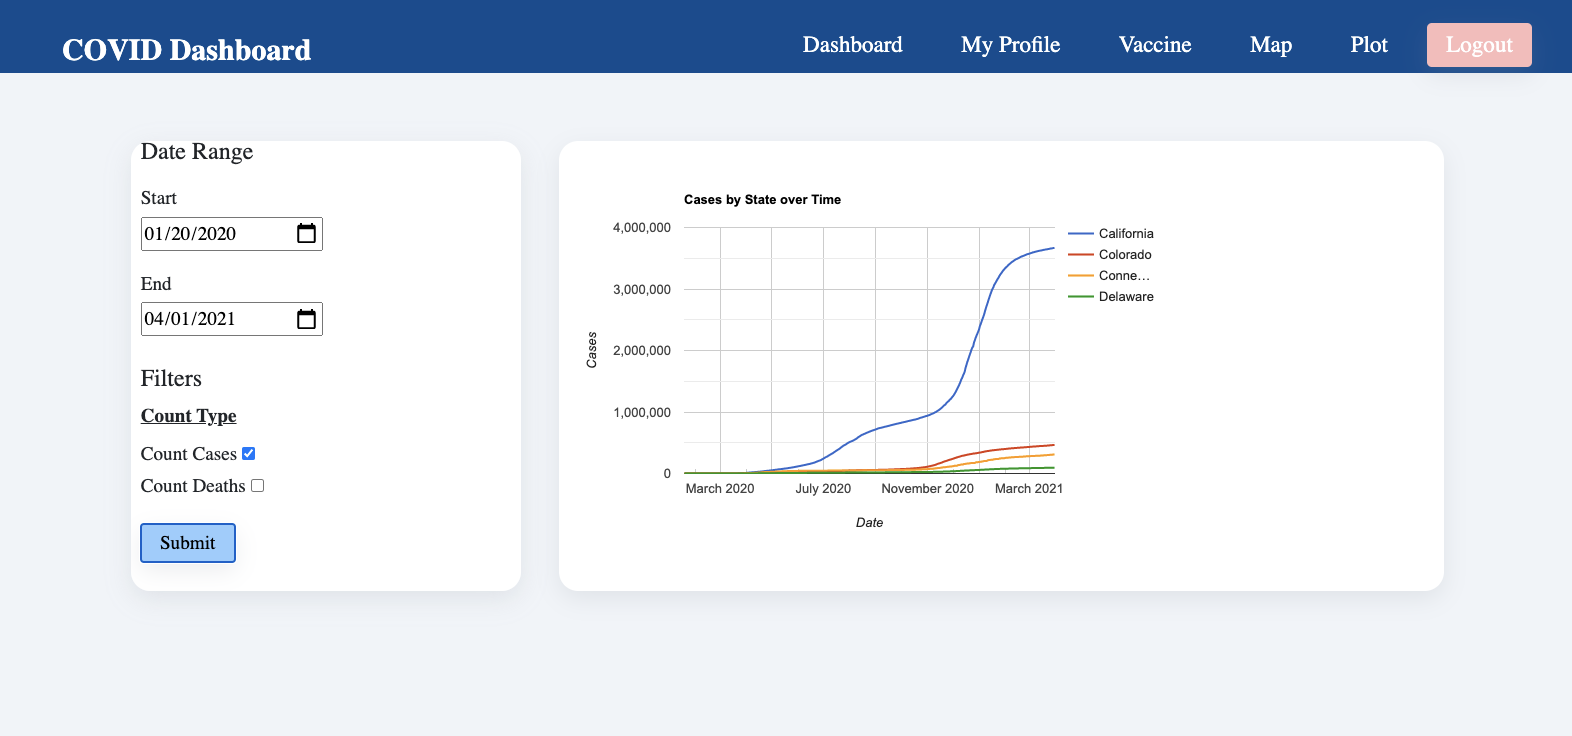 COVID Dashboard
Dashboard My Profile Vaccine Map Plot Logout
Date Range
Start
01/20/2020
End
04/01/2021
Filters
Count Type
Count Cases
Count Deaths
Submit
Cases by State over Time
4,000,000
3,000,000
2,000,000
1,000,000
0
Cases
March 2020 July 2020 November 2020 March 2021
Date
California
Colorado
Conne…
Delaware